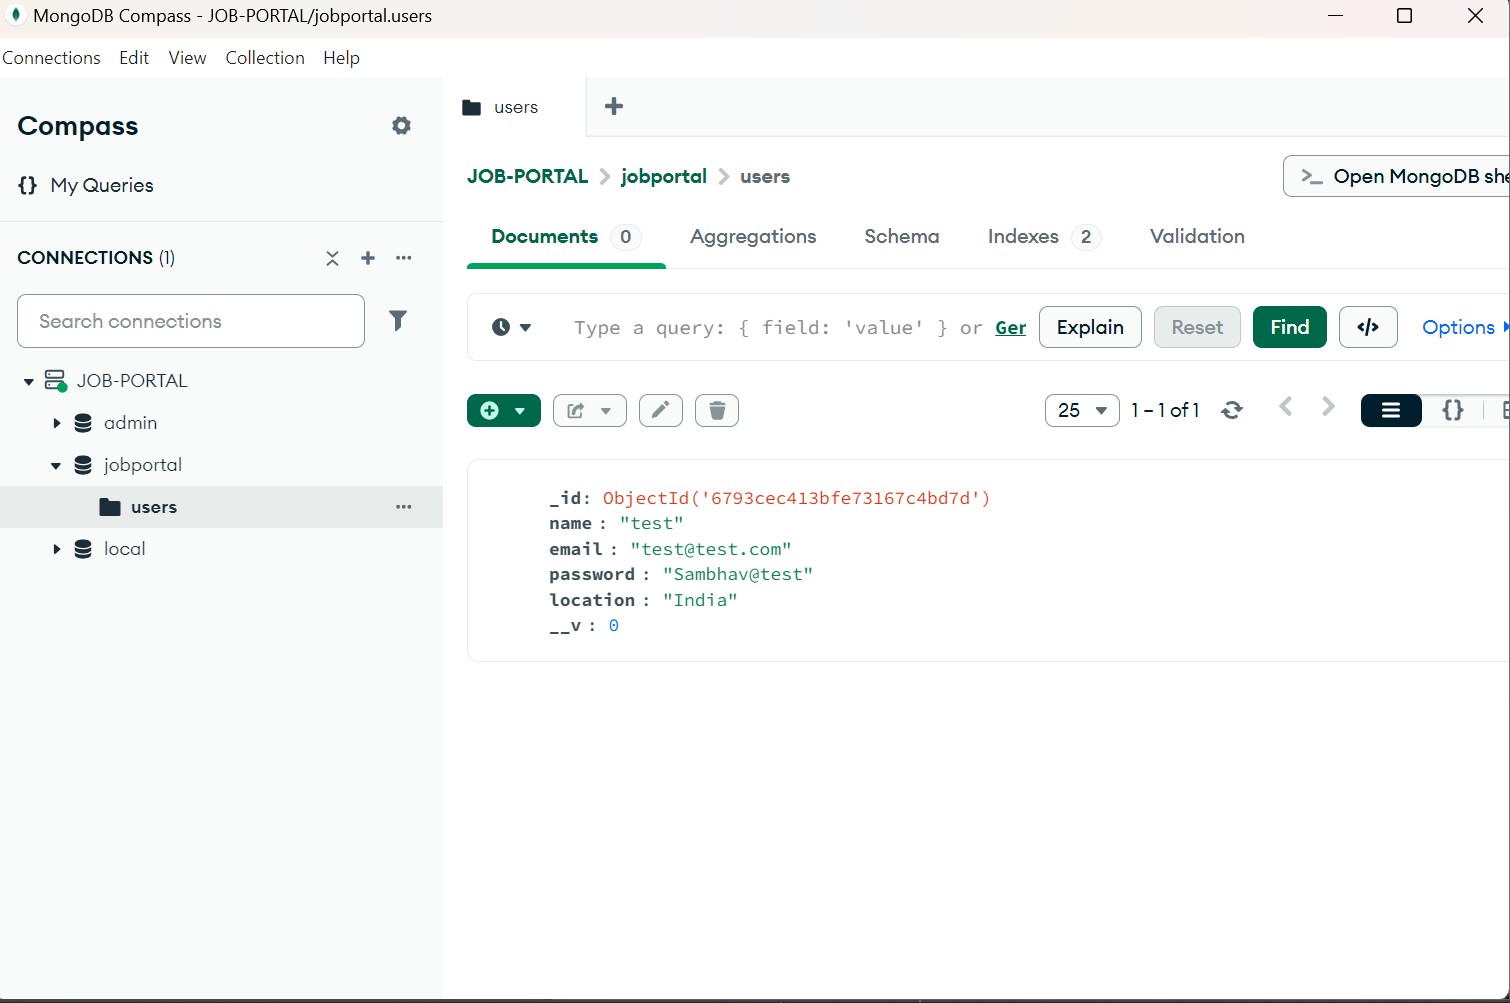 MongoDB Compass - JOB-PORTAL/jobportal.users
Connections Edit View Collection Help
Compass
{} My Queries
CONNECTIONS (1)
Search connections
JOB-PORTAL
admin
jobportal
users
local
users
JOB-PORTAL > jobportal > users
>_ Open MongoDB she
Documents 0 Aggregations Schema Indexes 2 Validation
Type a query: { field: 'value' } or Ger Explain Reset Find </> Options
25 1 – 1 of 1 {}
_id: ObjectId('6793cec413bfe73167c4bd7d')
name : "test"
email : "test@test.com"
password : "Sambhav@test"
location : "India"
__v : 0